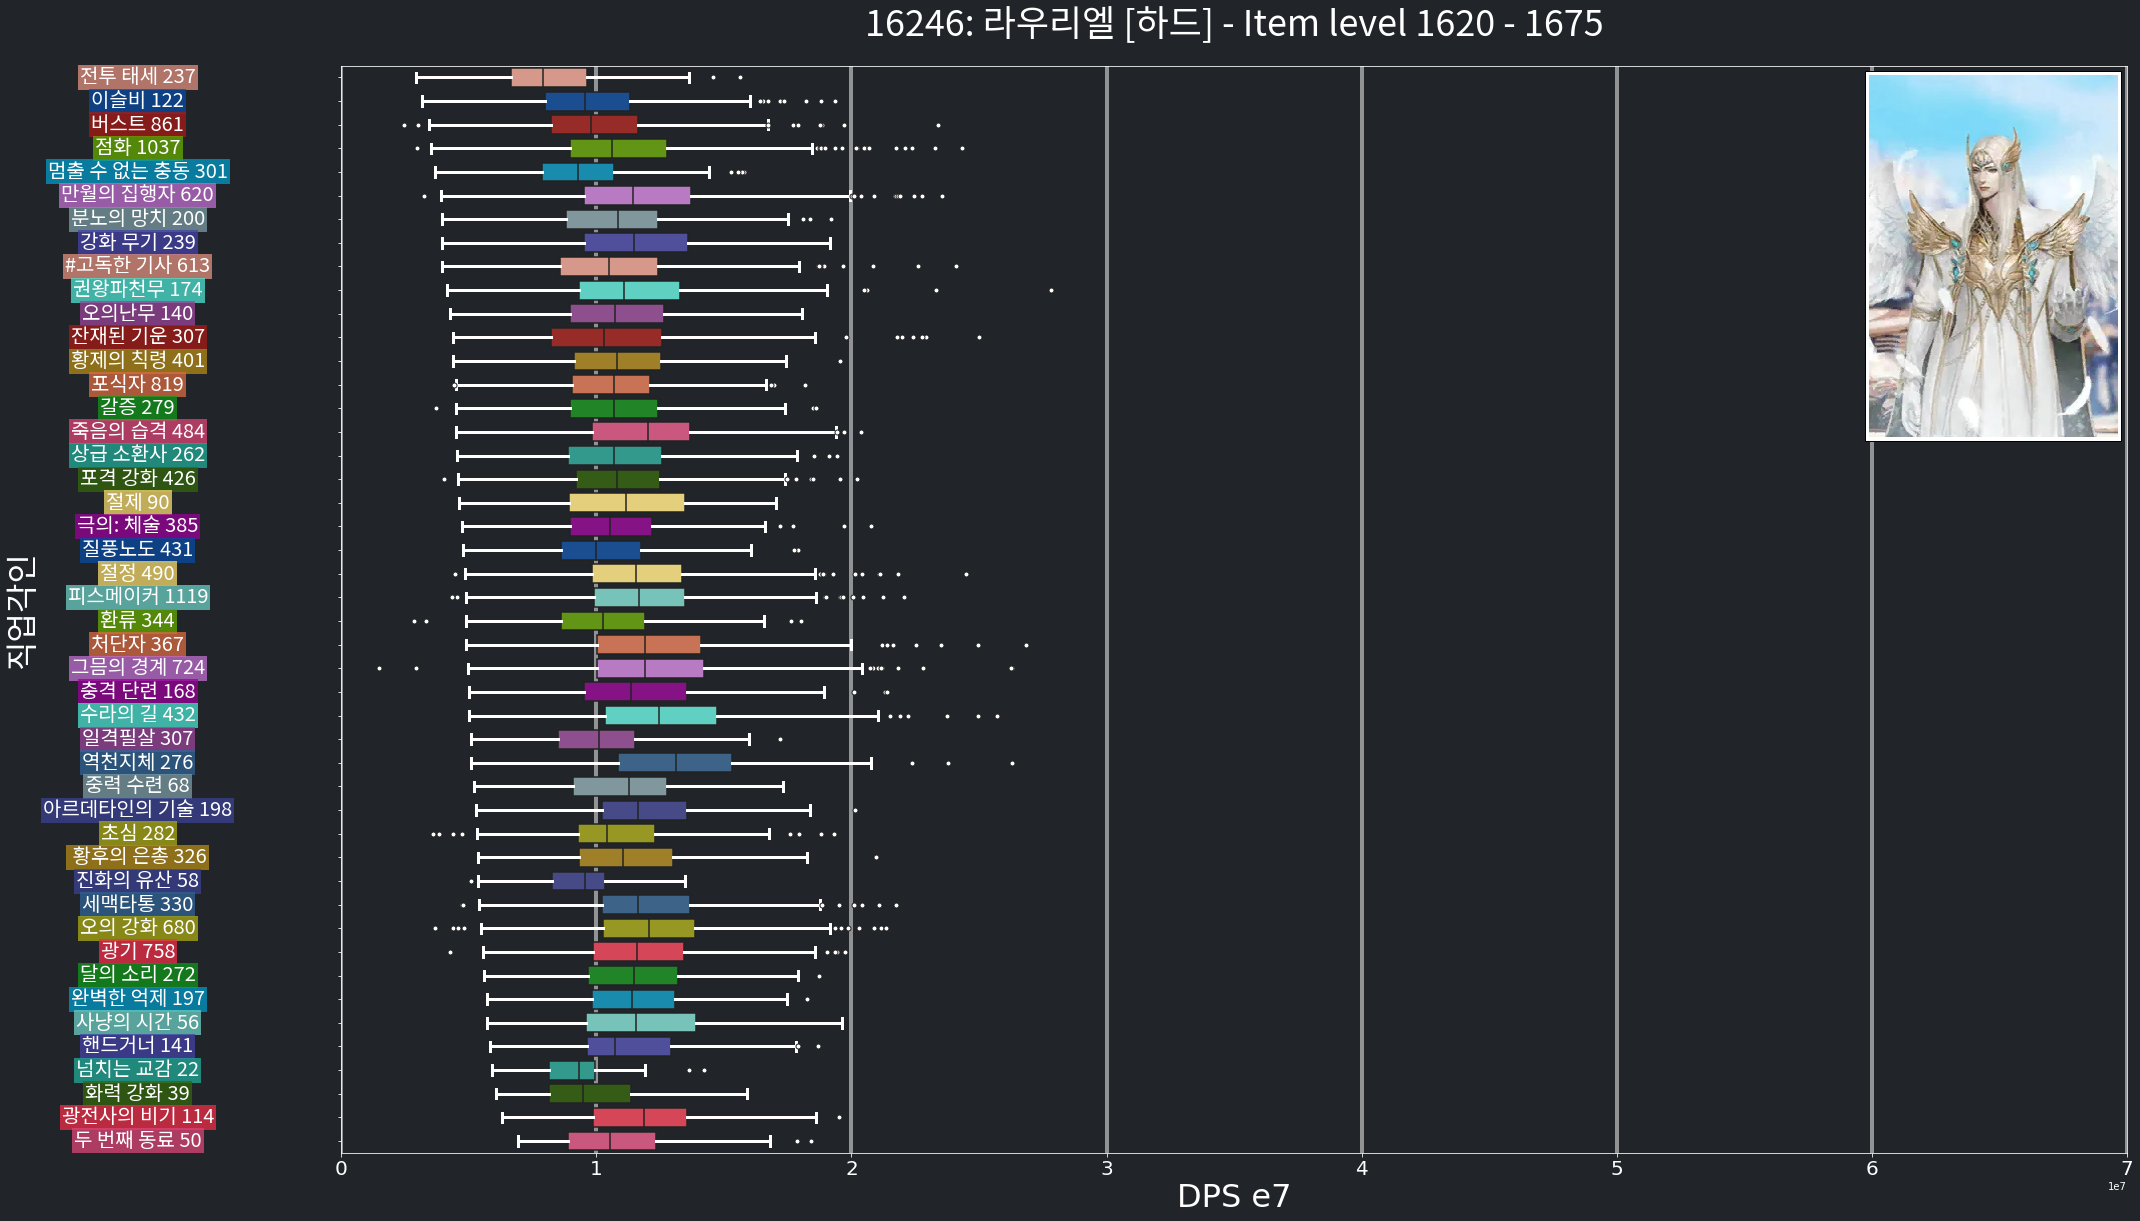 16246: 라우리엘 [하드] - Item level 1620 - 1675
직업각인
전투 태세 237
이슬비 122
버스트 861
점화 1037
멈출 수 없는 충동 301
만월의 집행자 620
분노의 망치 200
강화 무기 239
#고독한 기사 613
권왕파천무 174
오의난무 140
잔재된 기운 307
황제의 칙령 401
포식자 819
갈증 279
죽음의 습격 484
상급 소환사 262
포격 강화 426
절제 90
극의: 체술 385
질풍노도 431
절정 490
피스메이커 1119
환류 344
처단자 367
그믐의 경계 724
충격 단련 168
수라의 길 432
일격필살 307
역천지체 276
중력 수련 68
아르데타인의 기술 198
초심 282
황후의 은총 326
진화의 유산 58
세맥타통 330
오의 강화 680
광기 758
달의 소리 272
완벽한 억제 197
사냥의 시간 56
핸드거너 141
넘치는 교감 22
화력 강화 39
광전사의 비기 114
두 번째 동료 50
0 1 2 3 4 5 6 7
DPS e7
1e7